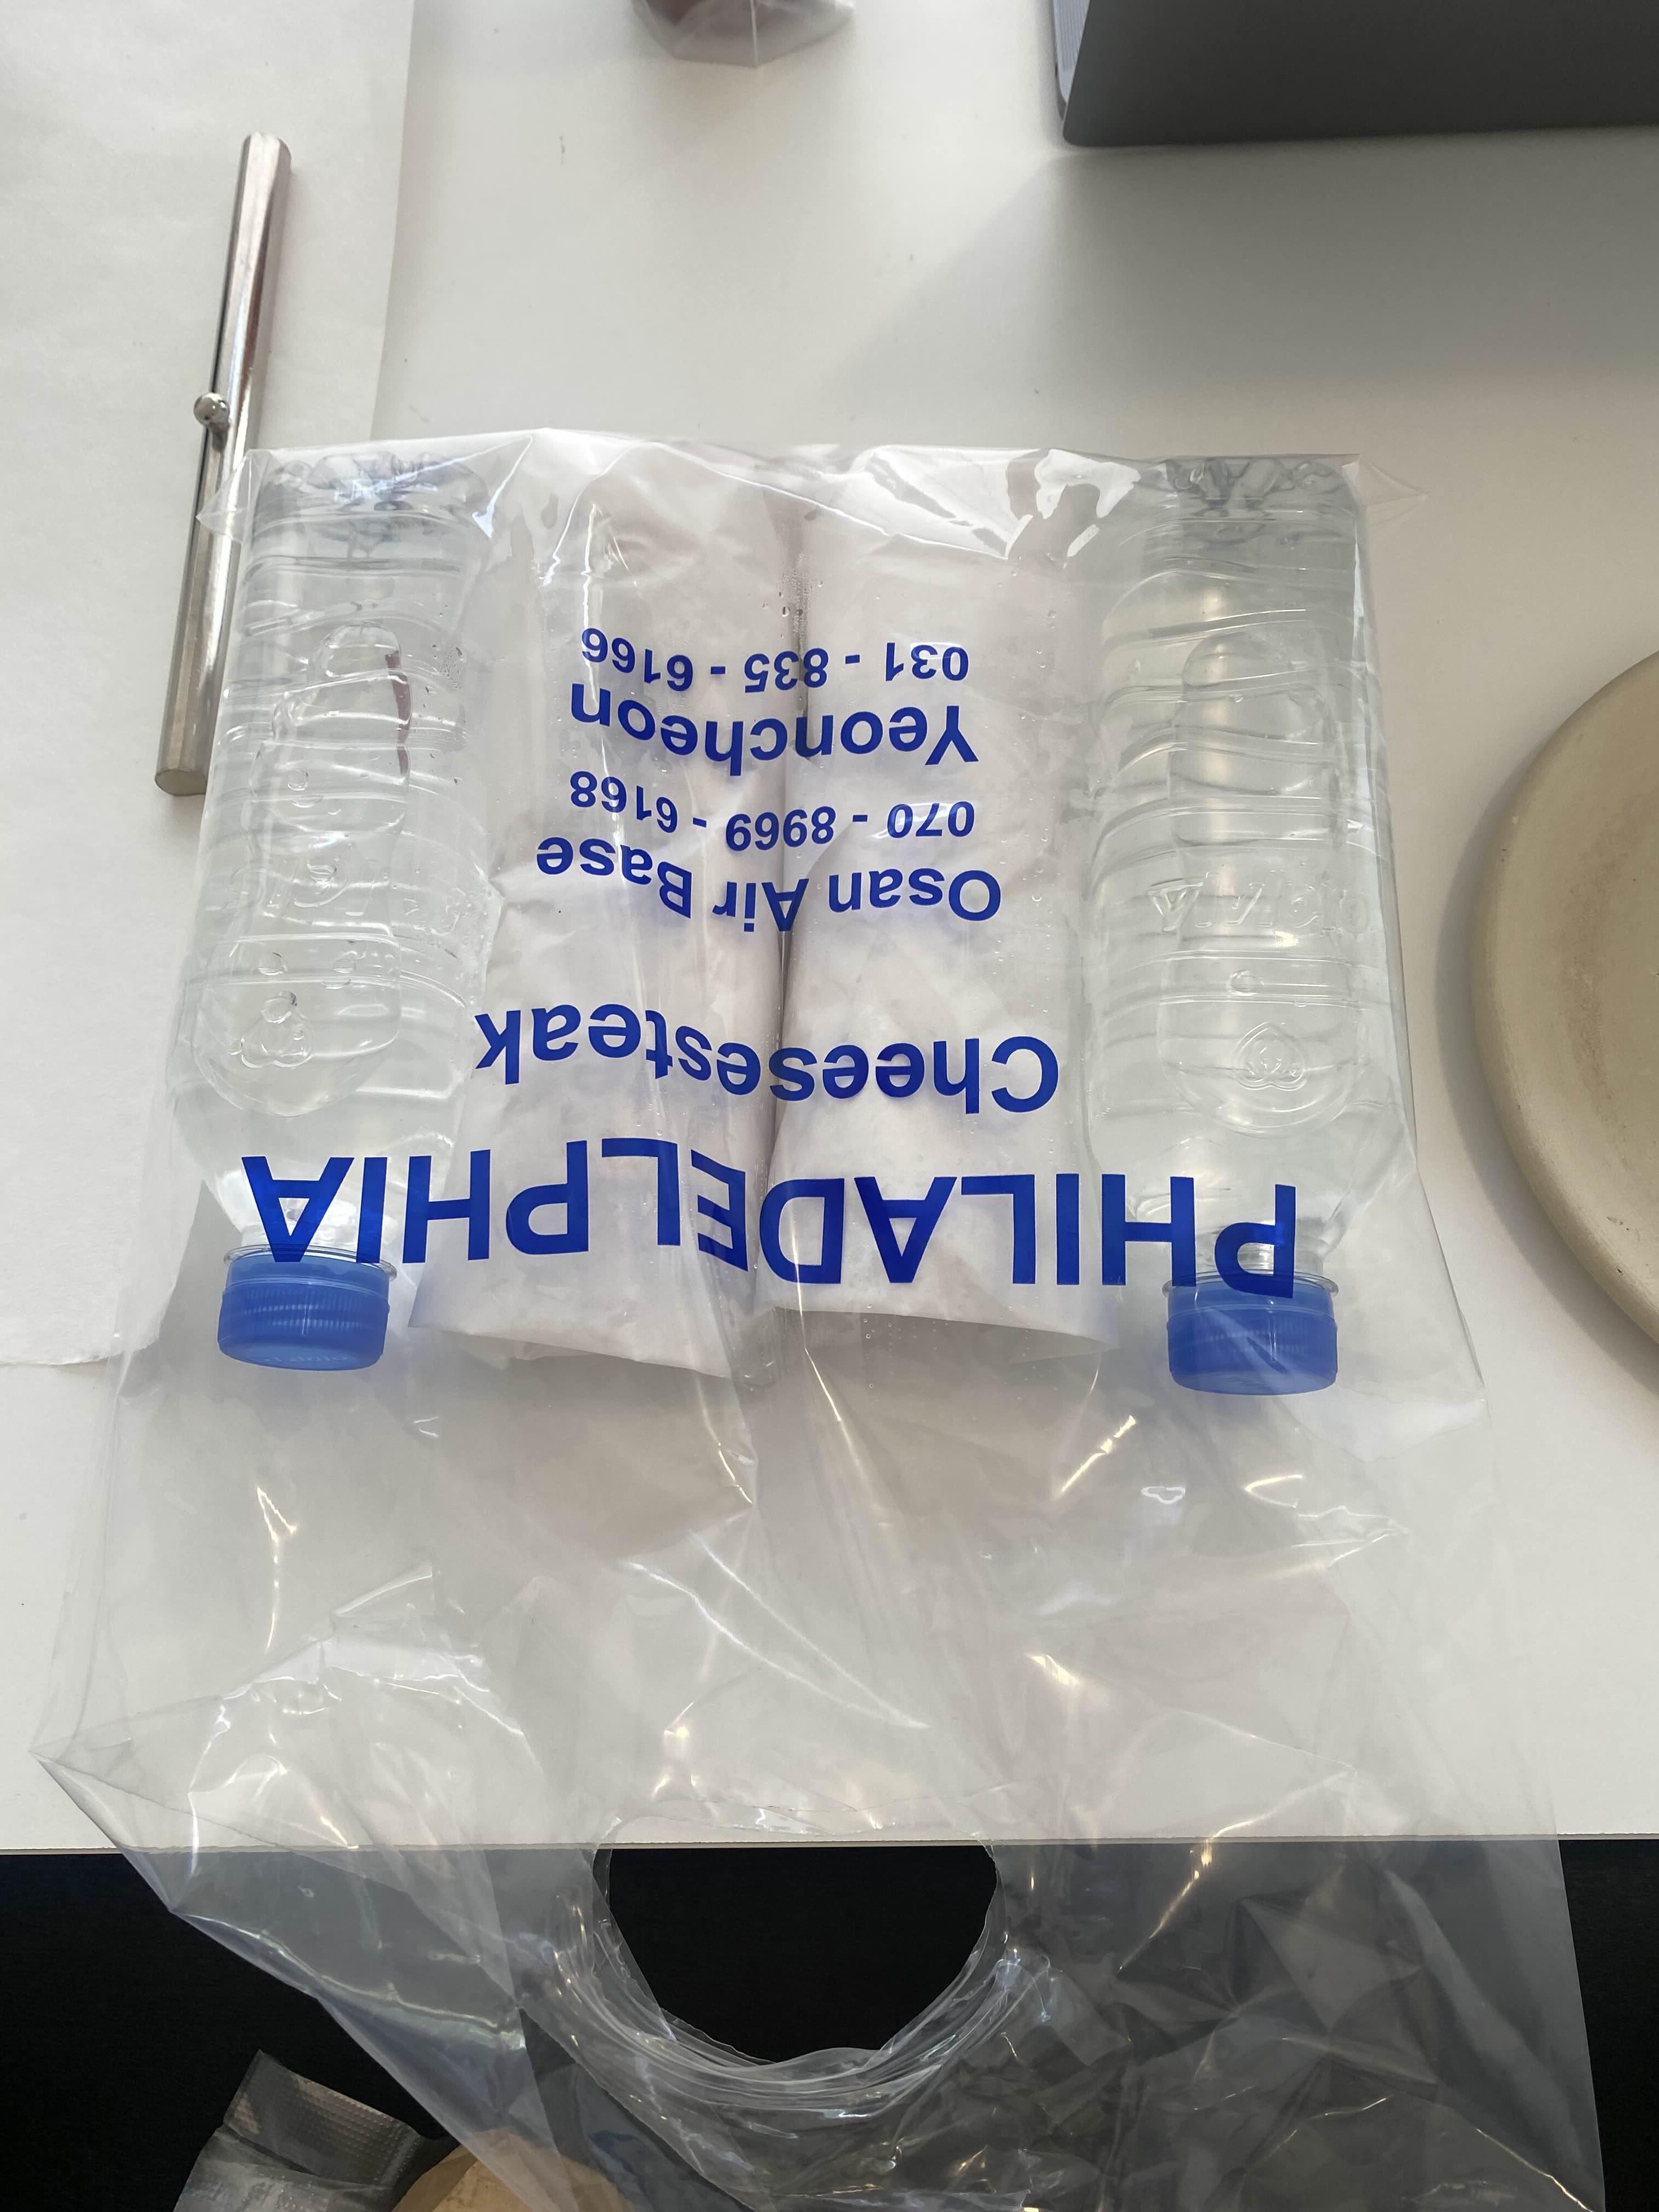 PHILADELPHIA
Cheesesteak
Osan Air Base
070 - 8969 - 6168
Yeoncheon
031 - 835 - 6166